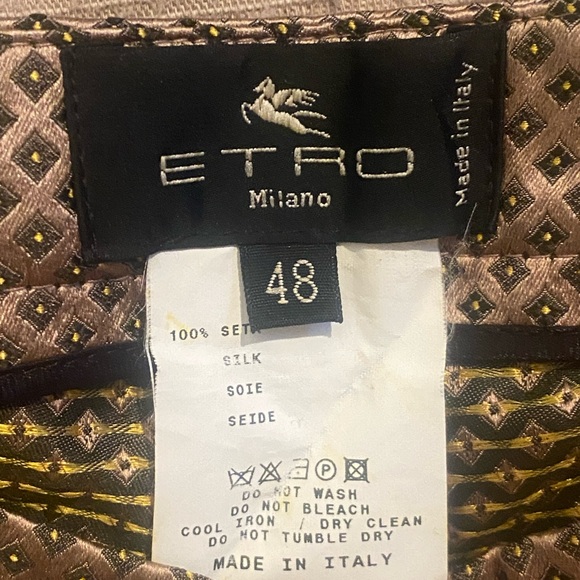 ETRO
Milano
Made in Italy
48
100% SETA
SILK
SOIE
SEIDE
DO NOT WASH
DO NOT BLEACH
COOL IRON / DRY CLEAN
DO NOT TUMBLE DRY
MADE IN ITALY